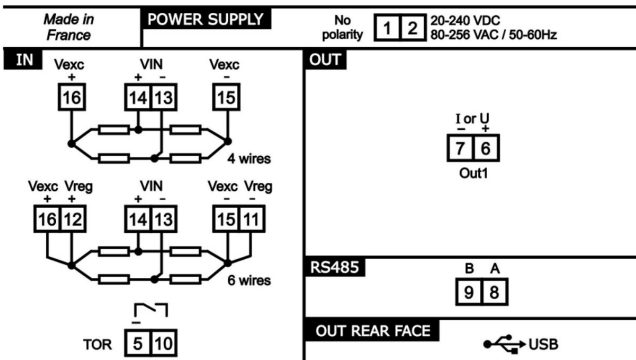 Made in
France
POWER SUPPLY
No
polarity
1 2
20-240 VDC
80-256 VAC / 50-60Hz
IN
Vexc VIN Vexc
+ + − −
16 14 13 15
4 wires
Vexc Vreg VIN Vexc Vreg
+ + + − − −
16 12 14 13 15 11
6 wires
−
TOR 5 10
OUT
I or U
− +
7 6
Out1
RS485
B A
9 8
OUT REAR FACE
USB